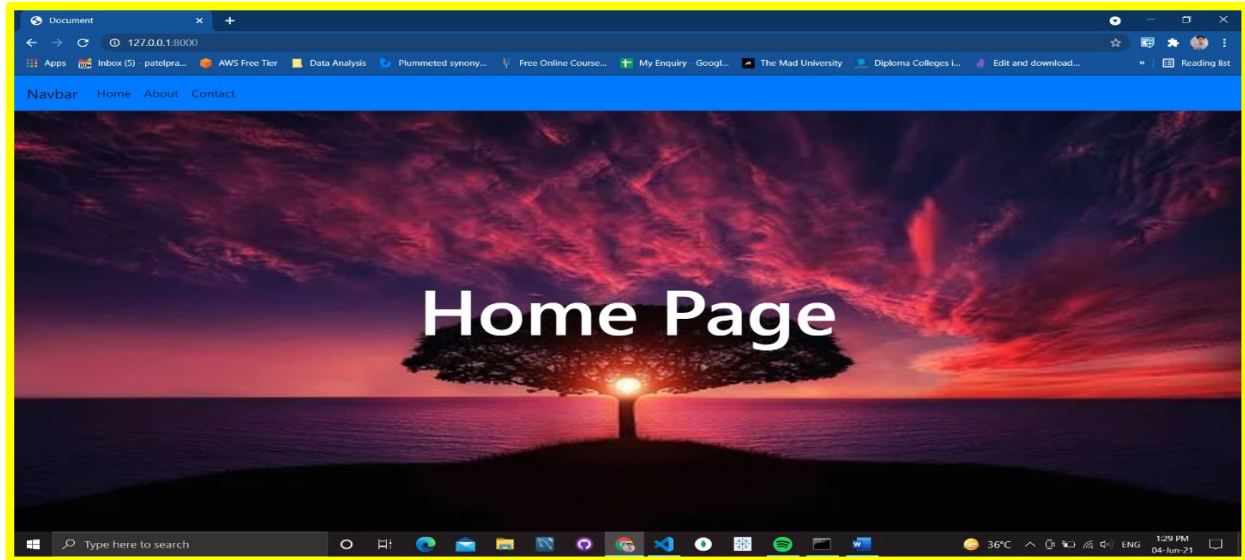 Document
127.0.0.1:8000
Apps Inbox (5) - patelpra... AWS Free Tier Data Analysis Plummeted synony... Free Online Course... My Enquiry - Googl... The Mad University Diploma Colleges i... Edit and download... » Reading list
Navbar Home About Contact
Home Page
Type here to search 36°C ENG 1:29 PM
04-Jun-21